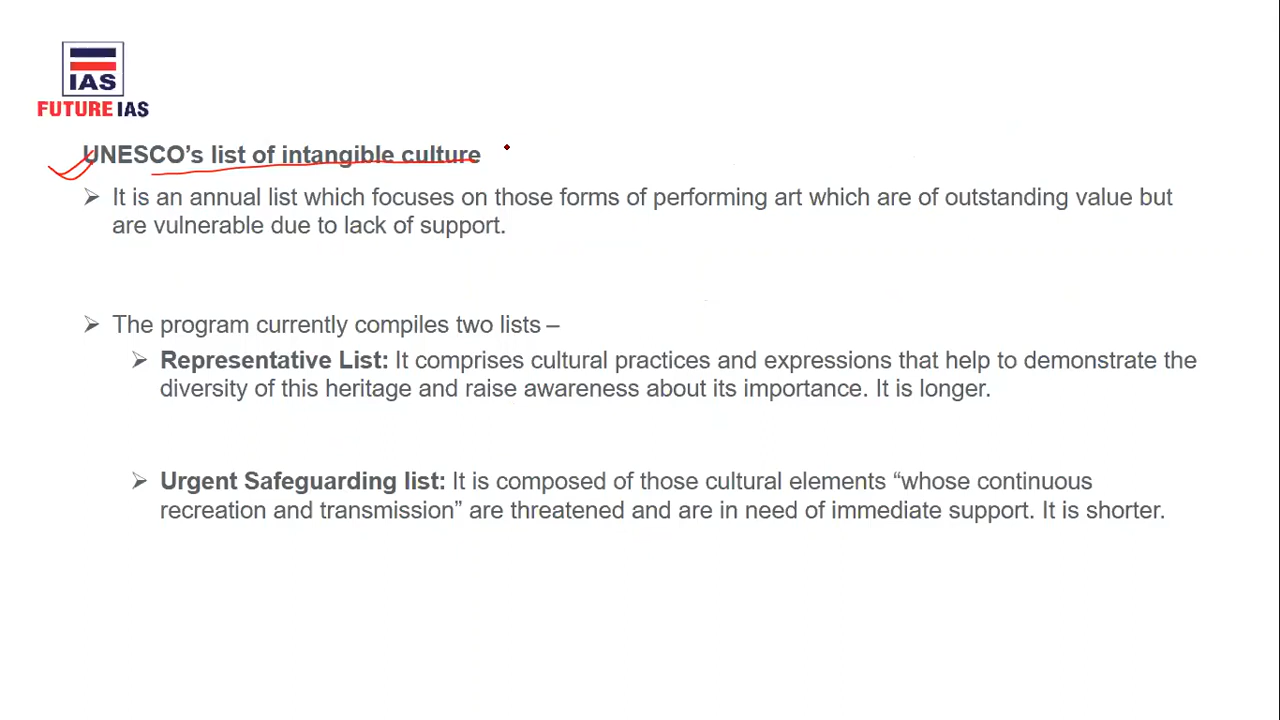 IAS
FUTURE IAS
UNESCO's list of intangible culture
➢ It is an annual list which focuses on those forms of performing art which are of outstanding value but
are vulnerable due to lack of support.
➢ The program currently compiles two lists –
➢ Representative List: It comprises cultural practices and expressions that help to demonstrate the
diversity of this heritage and raise awareness about its importance. It is longer.
➢ Urgent Safeguarding list: It is composed of those cultural elements “whose continuous
recreation and transmission” are threatened and are in need of immediate support. It is shorter.